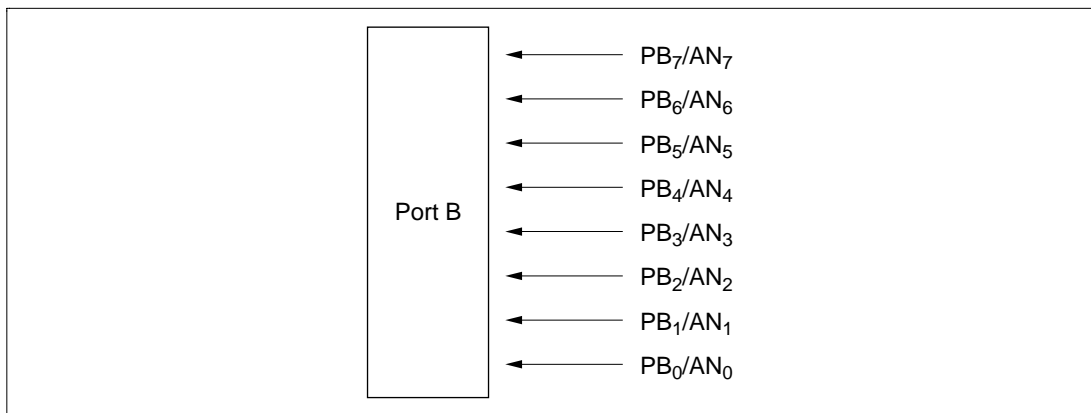 PB₇/AN₇
PB₆/AN₆
PB₅/AN₅
PB₄/AN₄
Port B
PB₃/AN₃
PB₂/AN₂
PB₁/AN₁
PB₀/AN₀